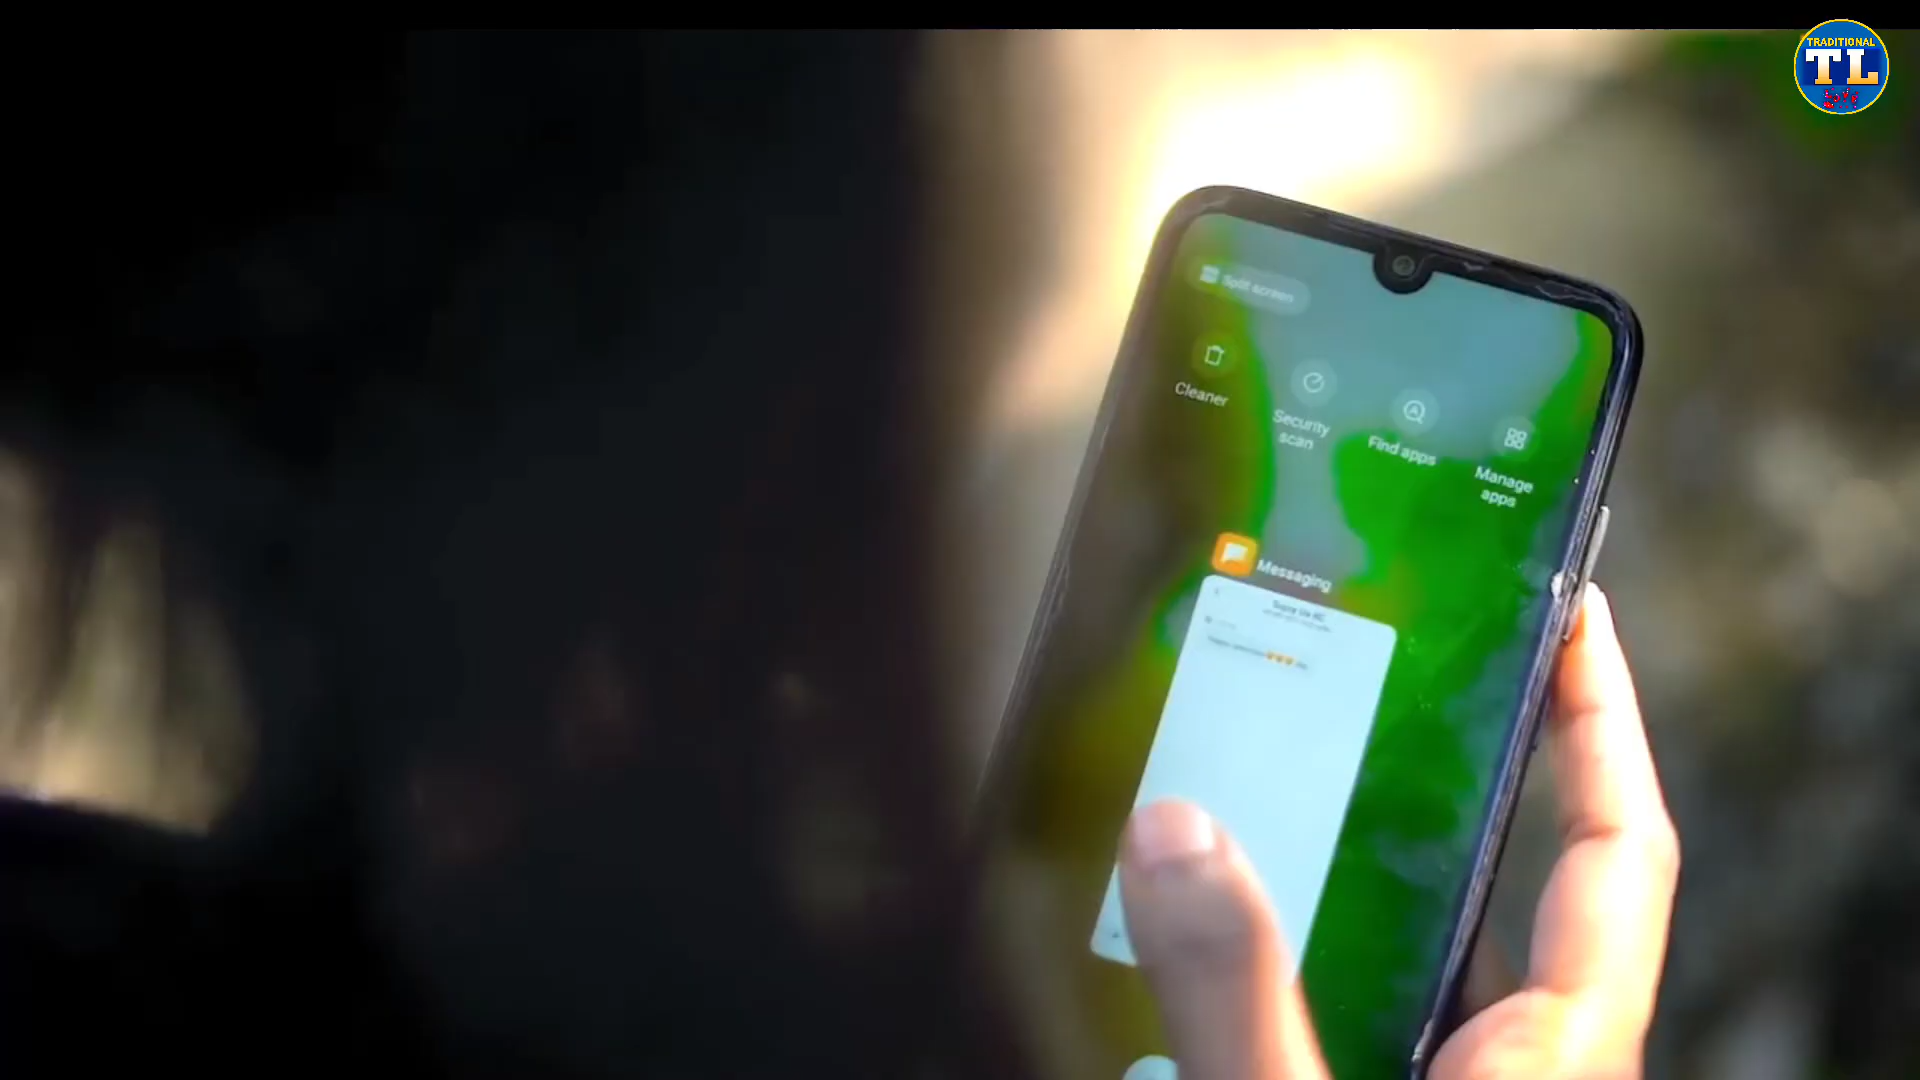 TRADITIONAL
TL
Split screen
Cleaner
Security
scan
Find apps
Manage
apps
Messaging